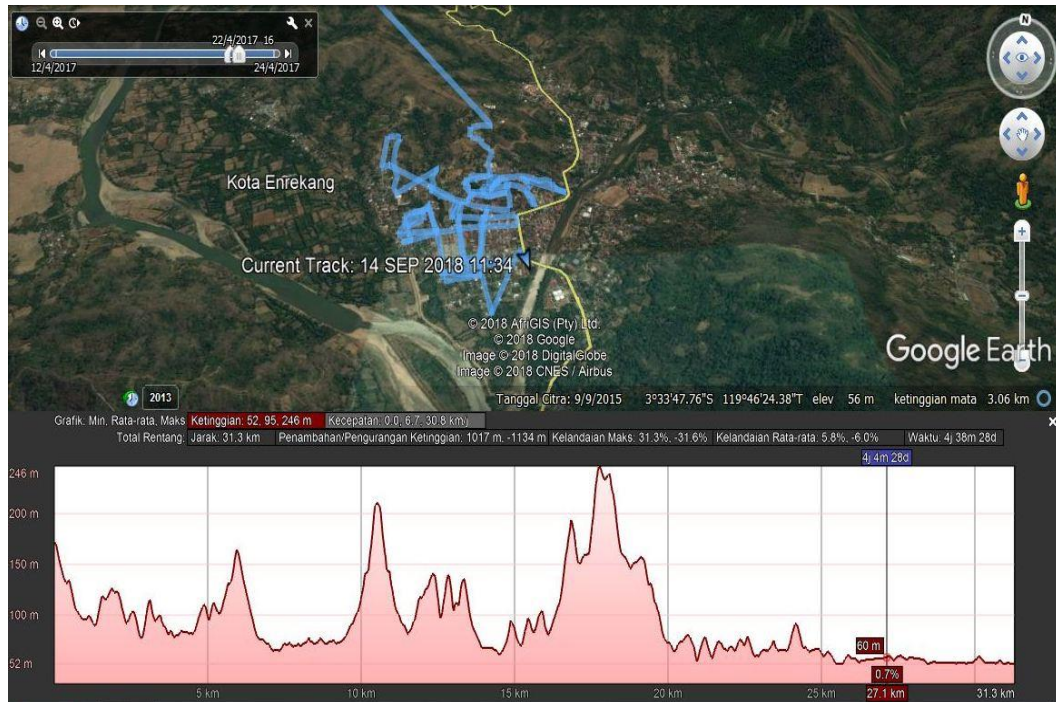 22/4/2017 16
12/4/2017
24/4/2017
N
Kota Enrekang
Current Track: 14 SEP 2018 11:34
© 2018 AfriGIS (Pty) Ltd.
© 2018 Google
Image © 2018 DigitalGlobe
Image © 2018 CNES / Airbus
Google Earth
2013
Tanggal Citra: 9/9/2015 3°33'47.76"S 119°46'24.38"T elev 56 m ketinggian mata 3.06 km
Grafik: Min, Rata-rata, Maks Ketinggian: 52, 95, 246 m Kecepatan: 0.0, 6.7, 30.8 kmj
Total Rentang: Jarak: 31.3 km Penambahan/Pengurangan Ketinggian: 1017 m, -1134 m Kelandaian Maks: 31.3%, -31.6% Kelandaian Rata-rata: 5.8%, -6.0% Waktu: 4j 38m 28d
4j 4m 28d
246 m
200 m
150 m
100 m
60 m
52 m
0.7%
5 km 10 km 15 km 20 km 25 km 27.1 km 31.3 km